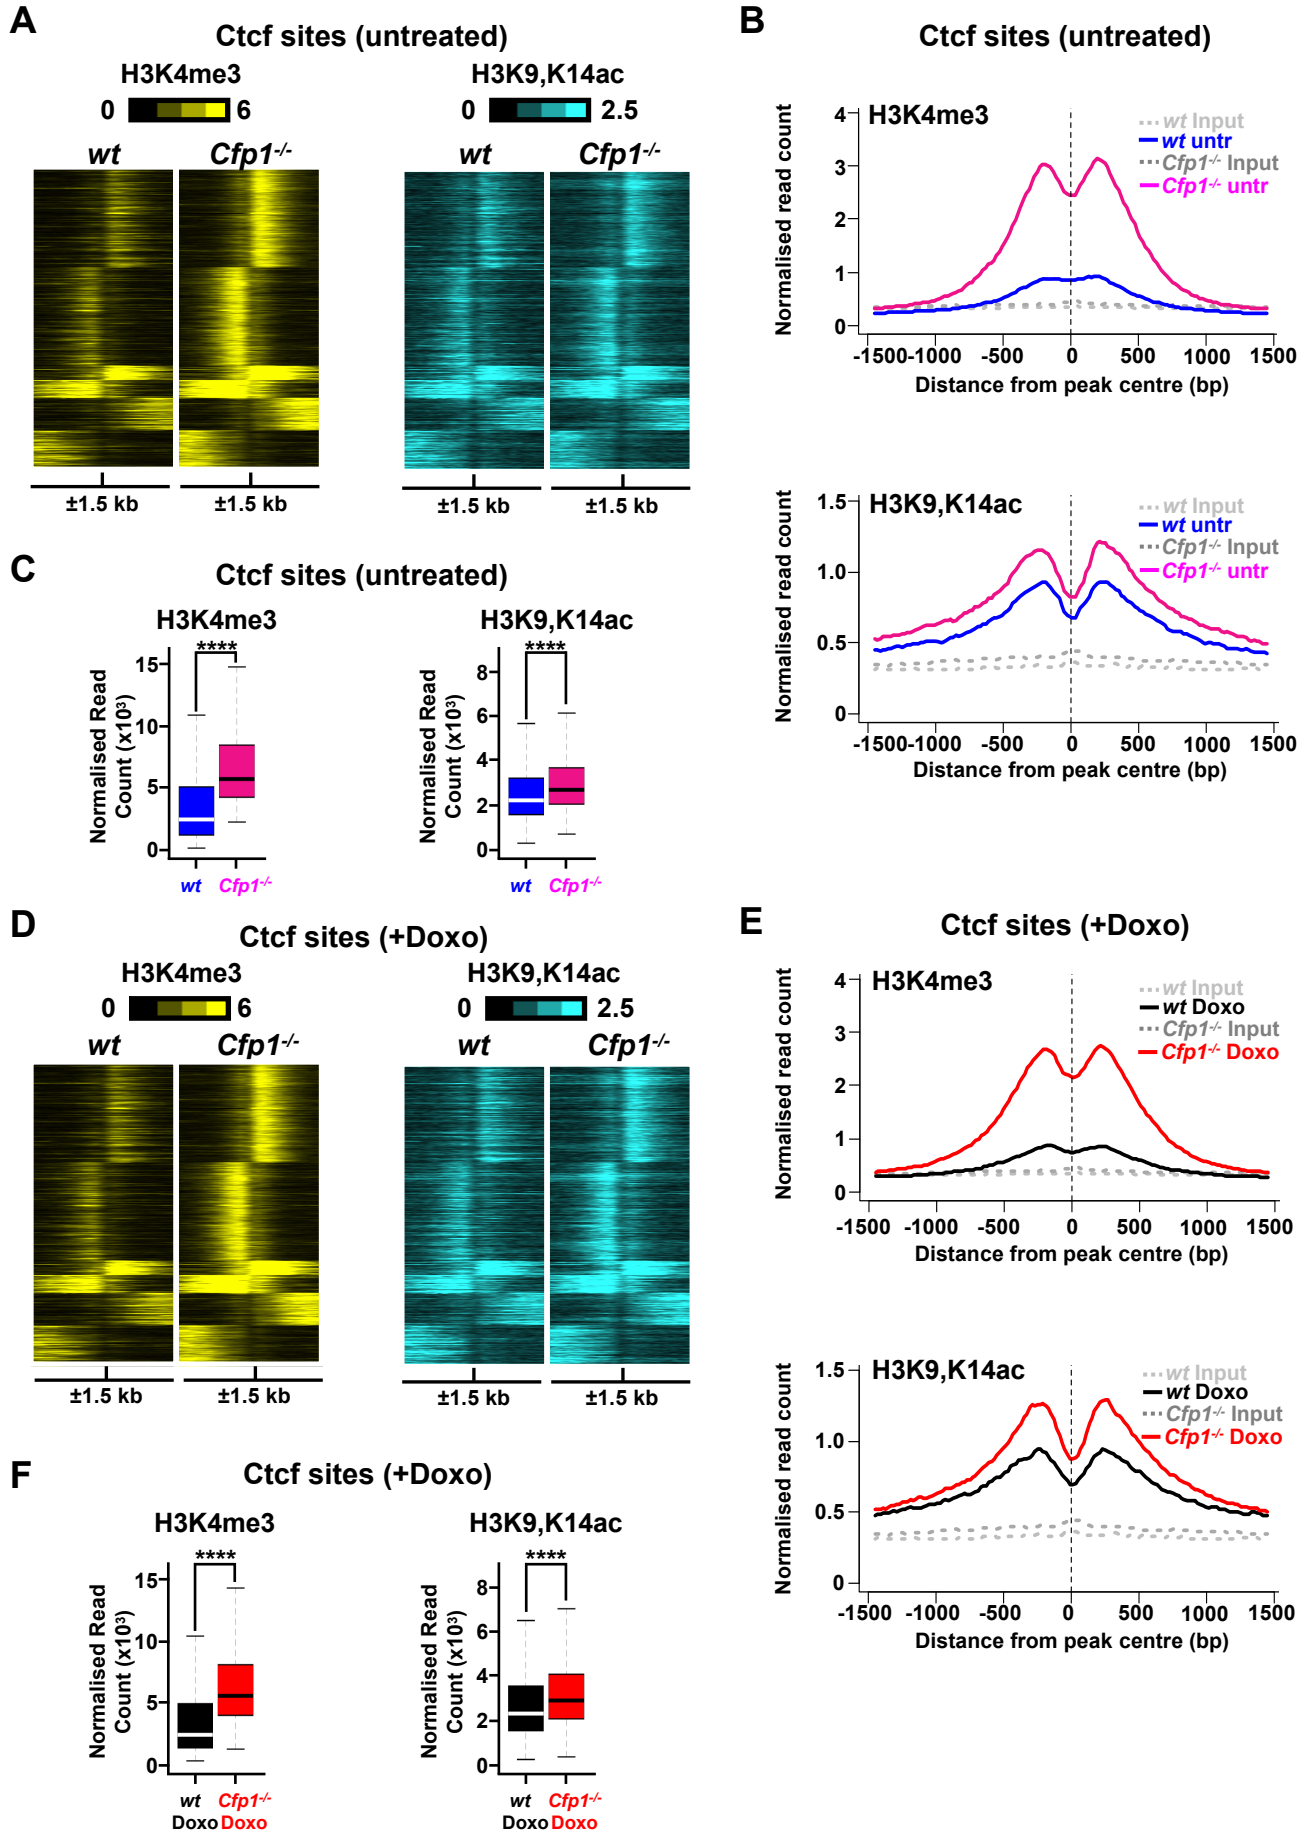 A
Ctcf sites (untreated)
H3K4me3
0 6
wt Cfp1-/-
±1.5 kb ±1.5 kb
H3K9,K14ac
0 2.5
wt Cfp1-/-
±1.5 kb ±1.5 kb
B
Ctcf sites (untreated)
H3K4me3
wt Input
wt untr
Cfp1-/- Input
Cfp1-/- untr
Normalised read count
4
3
2
1
0
-1500 -1000 -500 0 500 1000 1500
Distance from peak centre (bp)
H3K9,K14ac
wt Input
wt untr
Cfp1-/- Input
Cfp1-/- untr
Normalised read count
1.5
1.0
0.5
0
-1500 -1000 -500 0 500 1000 1500
Distance from peak centre (bp)
C
Ctcf sites (untreated)
H3K4me3
****
Normalised Read
Count (x10³)
15
10
5
0
wt Cfp1-/-
H3K9,K14ac
****
Normalised Read
Count (x10³)
8
6
4
2
0
wt Cfp1-/-
D
Ctcf sites (+Doxo)
H3K4me3
0 6
wt Cfp1-/-
±1.5 kb ±1.5 kb
H3K9,K14ac
0 2.5
wt Cfp1-/-
±1.5 kb ±1.5 kb
E
Ctcf sites (+Doxo)
H3K4me3
wt Input
wt Doxo
Cfp1-/- Input
Cfp1-/- Doxo
Normalised read count
4
3
2
1
0
-1500 -1000 -500 0 500 1000 1500
Distance from peak centre (bp)
H3K9,K14ac
wt Input
wt Doxo
Cfp1-/- Input
Cfp1-/- Doxo
Normalised read count
1.5
1.0
0.5
0
-1500 -1000 -500 0 500 1000 1500
Distance from peak centre (bp)
F
Ctcf sites (+Doxo)
H3K4me3
****
Normalised Read
Count (x10³)
15
10
5
0
wt Cfp1-/-
Doxo Doxo
H3K9,K14ac
****
Normalised Read
Count (x10³)
8
6
4
2
0
wt Cfp1-/-
Doxo Doxo